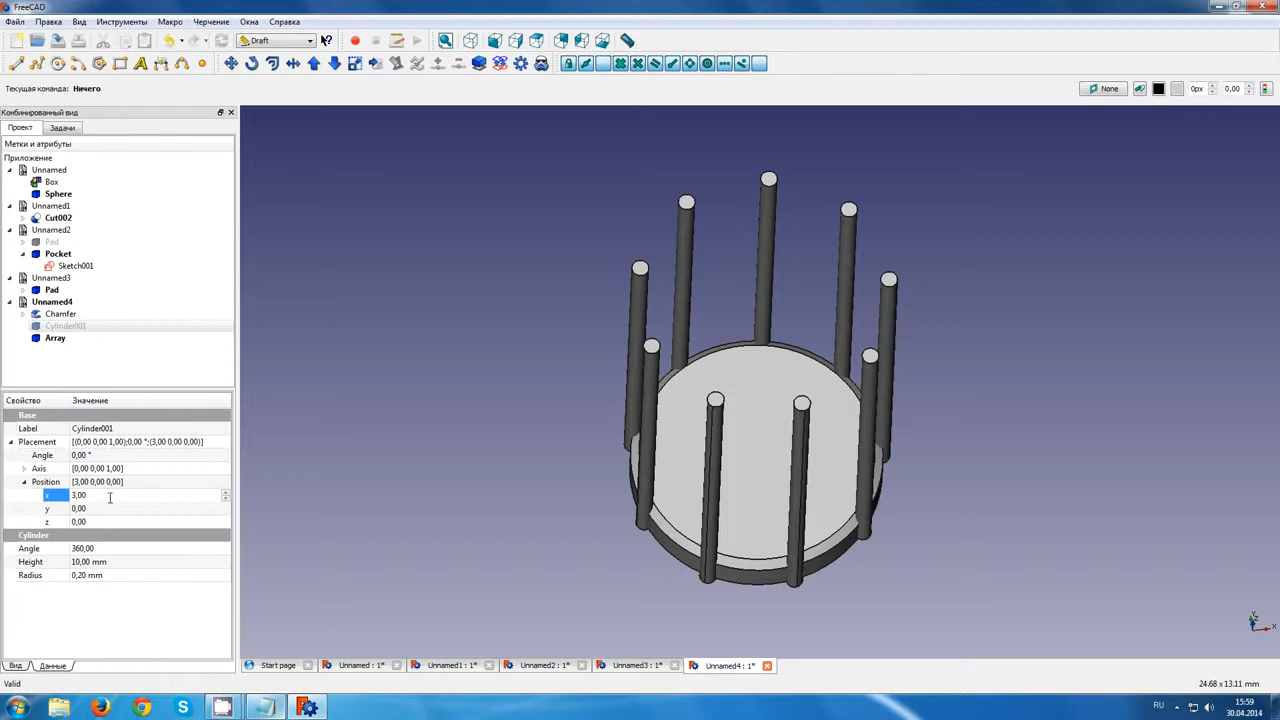 FreeCAD
Файл Правка Вид Инструменты Макро Черчение Окна Справка
Draft
Текущая команда: Ничего
None
0px
0,00
Комбинированный вид
Проект Задачи
Метки и атрибуты
Приложение
Unnamed
Box
Sphere
Unnamed1
Cut002
Unnamed2
Pad
Pocket
Sketch001
Unnamed3
Pad
Unnamed4
Chamfer
Cylinder001
Array
Свойство Значение
Base
Label Cylinder001
Placement [(0,00 0,00 1,00);0,00 °;(3,00 0,00 0,00)]
Angle 0,00 °
Axis [0,00 0,00 1,00]
Position [3,00 0,00 0,00]
x 3,00
y 0,00
z 0,00
Cylinder
Angle 360,00
Height 10,00 mm
Radius 0,20 mm
Вид Данные
Start page Unnamed : 1* Unnamed1 : 1* Unnamed2 : 1* Unnamed3 : 1* Unnamed4 : 1*
Valid
24.68 x 13.11 mm
Y
Z
X
RU
15:59
30.04.2014